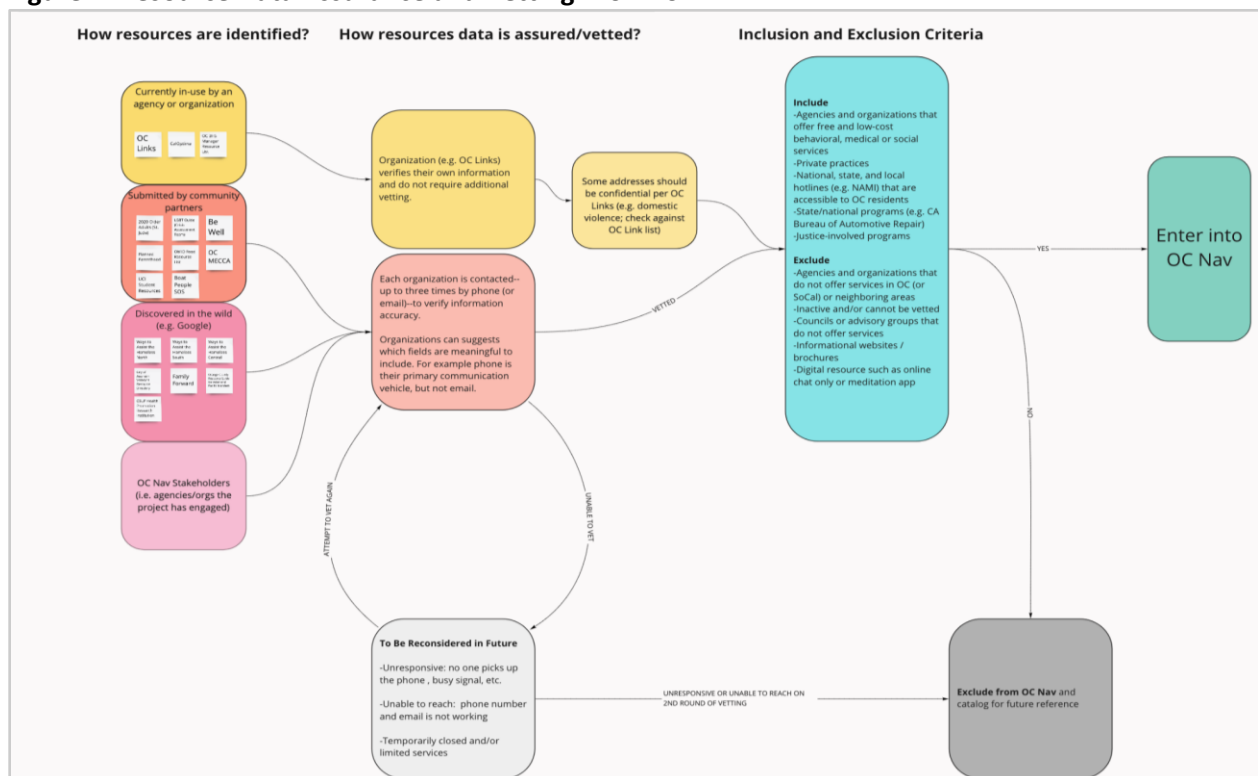 How resources are identified?
How resources data is assured/vetted?
Inclusion and Exclusion Criteria
Currently in-use by an
agency or organization
OC
Links
Submitted by community
partners
Be
Well
OC
MECCA
Boat
People
SOS
Discovered in the wild
(e.g. Google)
Family
Forward
OC Nav Stakeholders
(i.e. agencies/orgs the
project has engaged)
Organization (e.g. OC Links)
verifies their own information
and do not require additional
vetting.
Some addresses should
be confidential per OC
Links (e.g. domestic
violence; check against
OC Link list)
Each organization is contacted--
up to three times by phone (or
email)--to verify information
accuracy.
Organizations can suggests
which fields are meaningful to
include. For example phone is
their primary communication
vehicle, but not email.
VETTED
ATTEMPT TO VET AGAIN
UNABLE TO VET
To Be Reconsidered in Future
-Unresponsive: no one picks up
the phone , busy signal, etc.
-Unable to reach: phone number
and email is not working
-Temporarily closed and/or
limited services
UNRESPONSIVE OR UNABLE TO REACH ON
2ND ROUND OF VETTING
Include
-Agencies and organizations that
offer free and low-cost
behavioral, medical or social
services
-Private practices
-National, state, and local
hotlines (e.g. NAMI) that are
accessible to OC residents
-State/national programs (e.g. CA
Bureau of Automotive Repair)
-Justice-involved programs
Exclude
-Agencies and organizations that
do not offer services in OC (or
SoCal) or neighboring areas
-Inactive and/or cannot be vetted
-Councils or advisory groups that
do not offer services
-Informational websites /
brochures
-Digital resource such as online
chat only or meditation app
YES
NO
Enter into
OC Nav
Exclude from OC Nav and
catalog for future reference